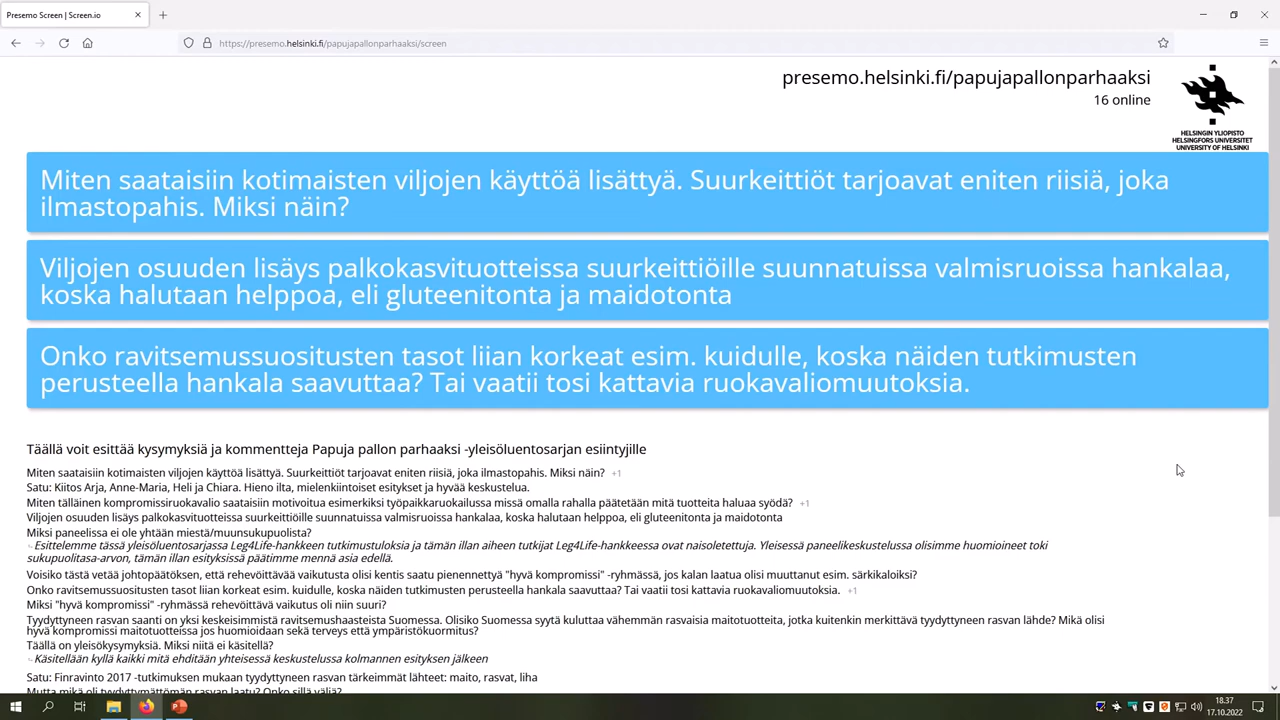 Presemo Screen | Screen.io
https://presemo.helsinki.fi/papujapallonparhaaksi/screen
presemo.helsinki.fi/papujapallonparhaaksi
16 online
HELSINGIN YLIOPISTO
HELSINGFORS UNIVERSITET
UNIVERSITY OF HELSINKI
Miten saataisiin kotimaisten viljojen käyttöä lisättyä. Suurkeittiöt tarjoavat eniten riisiä, joka
ilmastopahis. Miksi näin?
Viljojen osuuden lisäys palkokasvituotteissa suurkeittiöille suunnatuissa valmisruoissa hankalaa,
koska halutaan helppoa, eli gluteenitonta ja maidotonta
Onko ravitsemussuositusten tasot liian korkeat esim. kuidulle, koska näiden tutkimusten
perusteella hankala saavuttaa? Tai vaatii tosi kattavia ruokavaliomuutoksia.
Täällä voit esittää kysymyksiä ja kommentteja Papuja pallon parhaaksi -yleisöluentosarjan esiintyjille
Miten saataisiin kotimaisten viljojen käyttöä lisättyä. Suurkeittiöt tarjoavat eniten riisiä, joka ilmastopahis. Miksi näin? +1
Satu: Kiitos Arja, Anne-Maria, Heli ja Chiara. Hieno ilta, mielenkiintoiset esitykset ja hyvää keskustelua.
Miten tälläinen kompromissiruokavalio saataisiin motivoitua esimerkiksi työpaikkaruokailussa missä omalla rahalla päätetään mitä tuotteita haluaa syödä? +1
Viljojen osuuden lisäys palkokasvituotteissa suurkeittiöille suunnatuissa valmisruoissa hankalaa, koska halutaan helppoa, eli gluteenitonta ja maidotonta
Miksi paneelissa ei ole yhtään miestä/muunsukupuolista?
Esittelemme tässä yleisöluentosarjassa Leg4Life-hankkeen tutkimustuloksia ja tämän illan aiheen tutkijat Leg4Life-hankkeessa ovat naisoletettuja. Yleisessä paneelikeskustelussa olisimme huomioineet toki
sukupuolitasa-arvon, tämän illan esityksissä päätimme mennä asia edellä.
Voisiko tästä vetää johtopäätöksen, että rehevöittävää vaikutusta olisi kentis saatu pienennettyä "hyvä kompromissi" -ryhmässä, jos kalan laatua olisi muuttanut esim. särkikaloiksi?
Onko ravitsemussuositusten tasot liian korkeat esim. kuidulle, koska näiden tutkimusten perusteella hankala saavuttaa? Tai vaatii tosi kattavia ruokavaliomuutoksia. +1
Miksi "hyvä kompromissi" -ryhmässä rehevöittävä vaikutus oli niin suuri?
Tyydyttyneen rasvan saanti on yksi keskeisimmistä ravitsemushaasteista Suomessa. Olisiko Suomessa syytä kuluttaa vähemmän rasvaisia maitotuotteita, jotka kuitenkin merkittävä tyydyttyneen rasvan lähde? Mikä olisi
hyvä kompromissi maitotuotteissa jos huomioidaan sekä terveys että ympäristökuormitus?
Täällä on yleisökysymyksiä. Miksi niitä ei käsitellä?
Käsitellään kyllä kaikki mitä ehditään yhteisessä keskustelussa kolmannen esityksen jälkeen
Satu: Finravinto 2017 -tutkimuksen mukaan tyydyttyneen rasvan tärkeimmät lähteet: maito, rasvat, liha
Mutta mikä oli tyydyttymättömän rasvan laatu? Onko sillä väliä?
18.37
17.10.2022